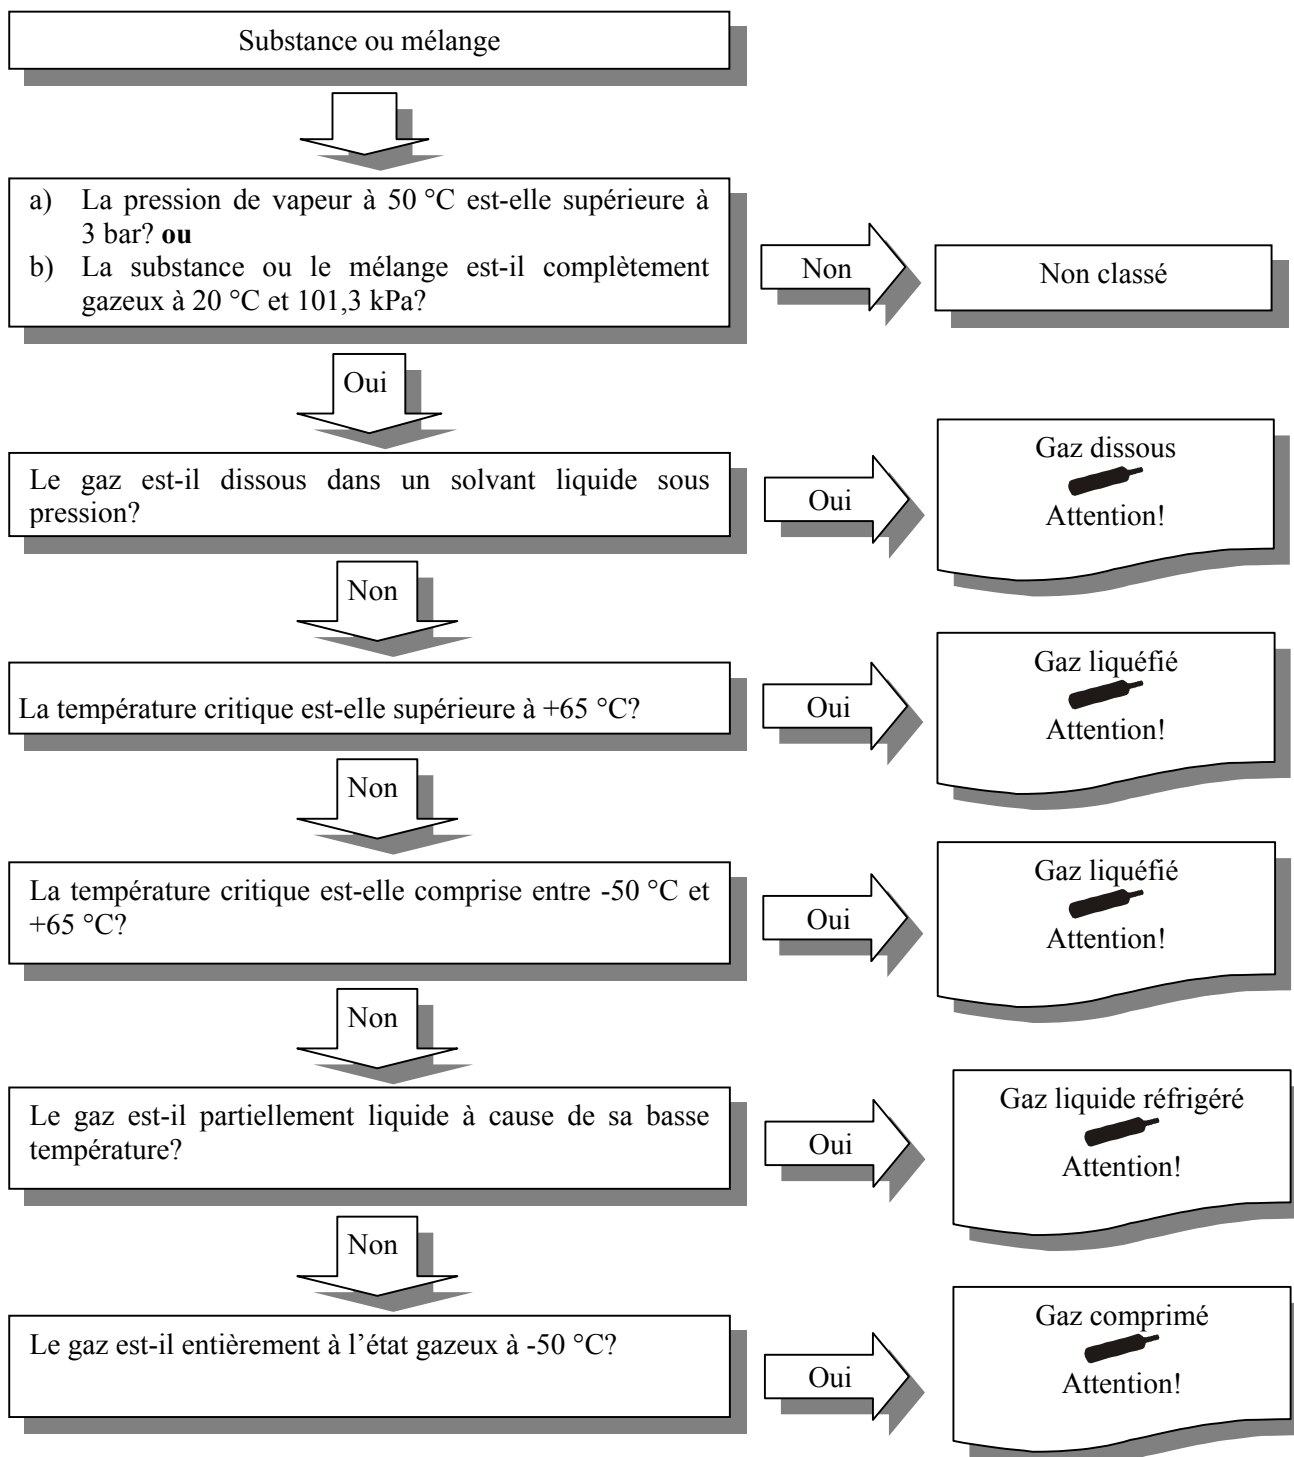 Substance ou mélange
a) La pression de vapeur à 50 °C est-elle supérieure à
3 bar? ou
b) La substance ou le mélange est-il complètement
gazeux à 20 °C et 101,3 kPa?
Non
Non classé
Oui
Le gaz est-il dissous dans un solvant liquide sous
pression?
Oui
Gaz dissous
Attention!
Non
La température critique est-elle supérieure à +65 °C?
Oui
Gaz liquéfié
Attention!
Non
La température critique est-elle comprise entre -50 °C et
+65 °C?
Oui
Gaz liquéfié
Attention!
Non
Le gaz est-il partiellement liquide à cause de sa basse
température?
Oui
Gaz liquide réfrigéré
Attention!
Non
Le gaz est-il entièrement à l’état gazeux à -50 °C?
Oui
Gaz comprimé
Attention!